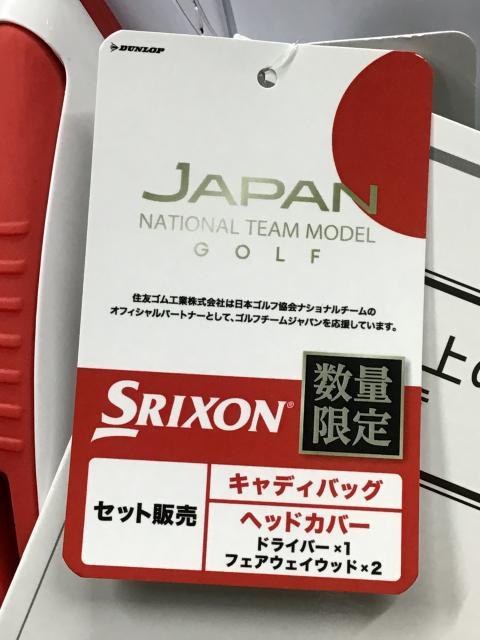 DUNLOP
JAPAN
NATIONAL TEAM MODEL
GOLF
住友ゴム工業株式会社は日本ゴルフ協会ナショナルチームの
オフィシャルパートナーとして、ゴルフチームジャパンを応援しています。
SRIXON®
数量
限定
セット販売
キャディバッグ
ヘッドカバー
ドライバー×1
フェアウェイウッド×2
上の